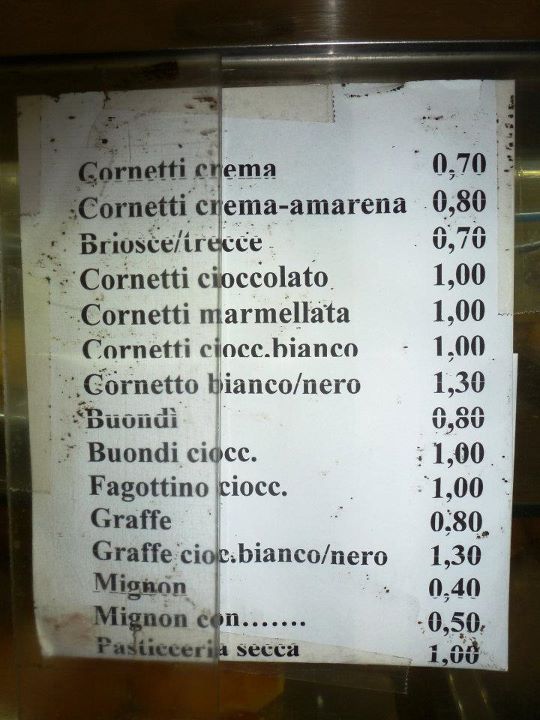 Cornetti crema 0,70
Cornetti crema-amarena 0,80
Briosce/trecce 0,70
Cornetti cioccolato 1,00
Cornetti marmellata 1,00
Cornetti ciocc.bianco 1,00
Cornetto bianco/nero 1,30
Buondì 0,80
Buondi ciocc. 1,00
Fagottino ciocc. 1,00
Graffe 0,80
Graffe cioc.bianco/nero 1,30
Mignon 0,40
Mignon con....... 0,50
Pasticceria secca 1,00